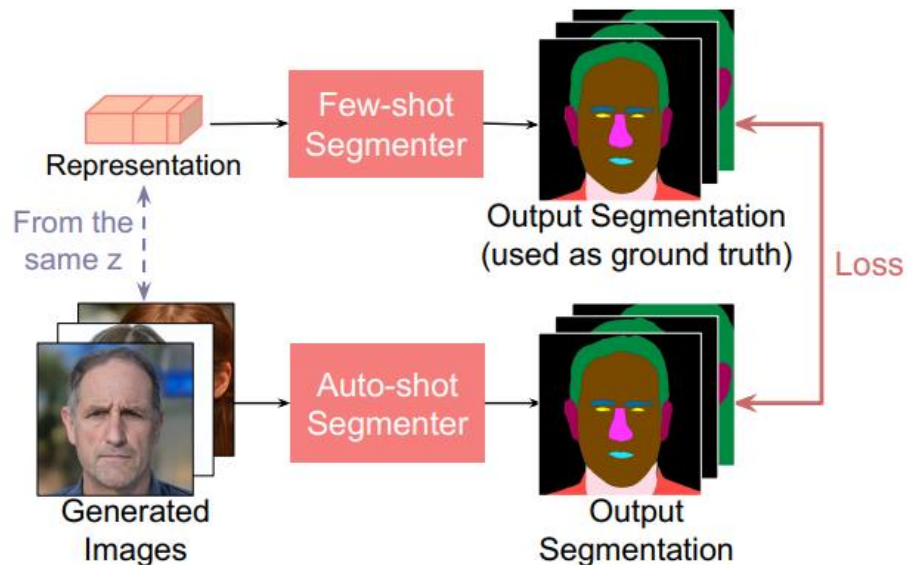 Representation
Few-shot
Segmenter
Output Segmentation
(used as ground truth)
From the
same z
Loss
Generated
Images
Auto-shot
Segmenter
Output
Segmentation